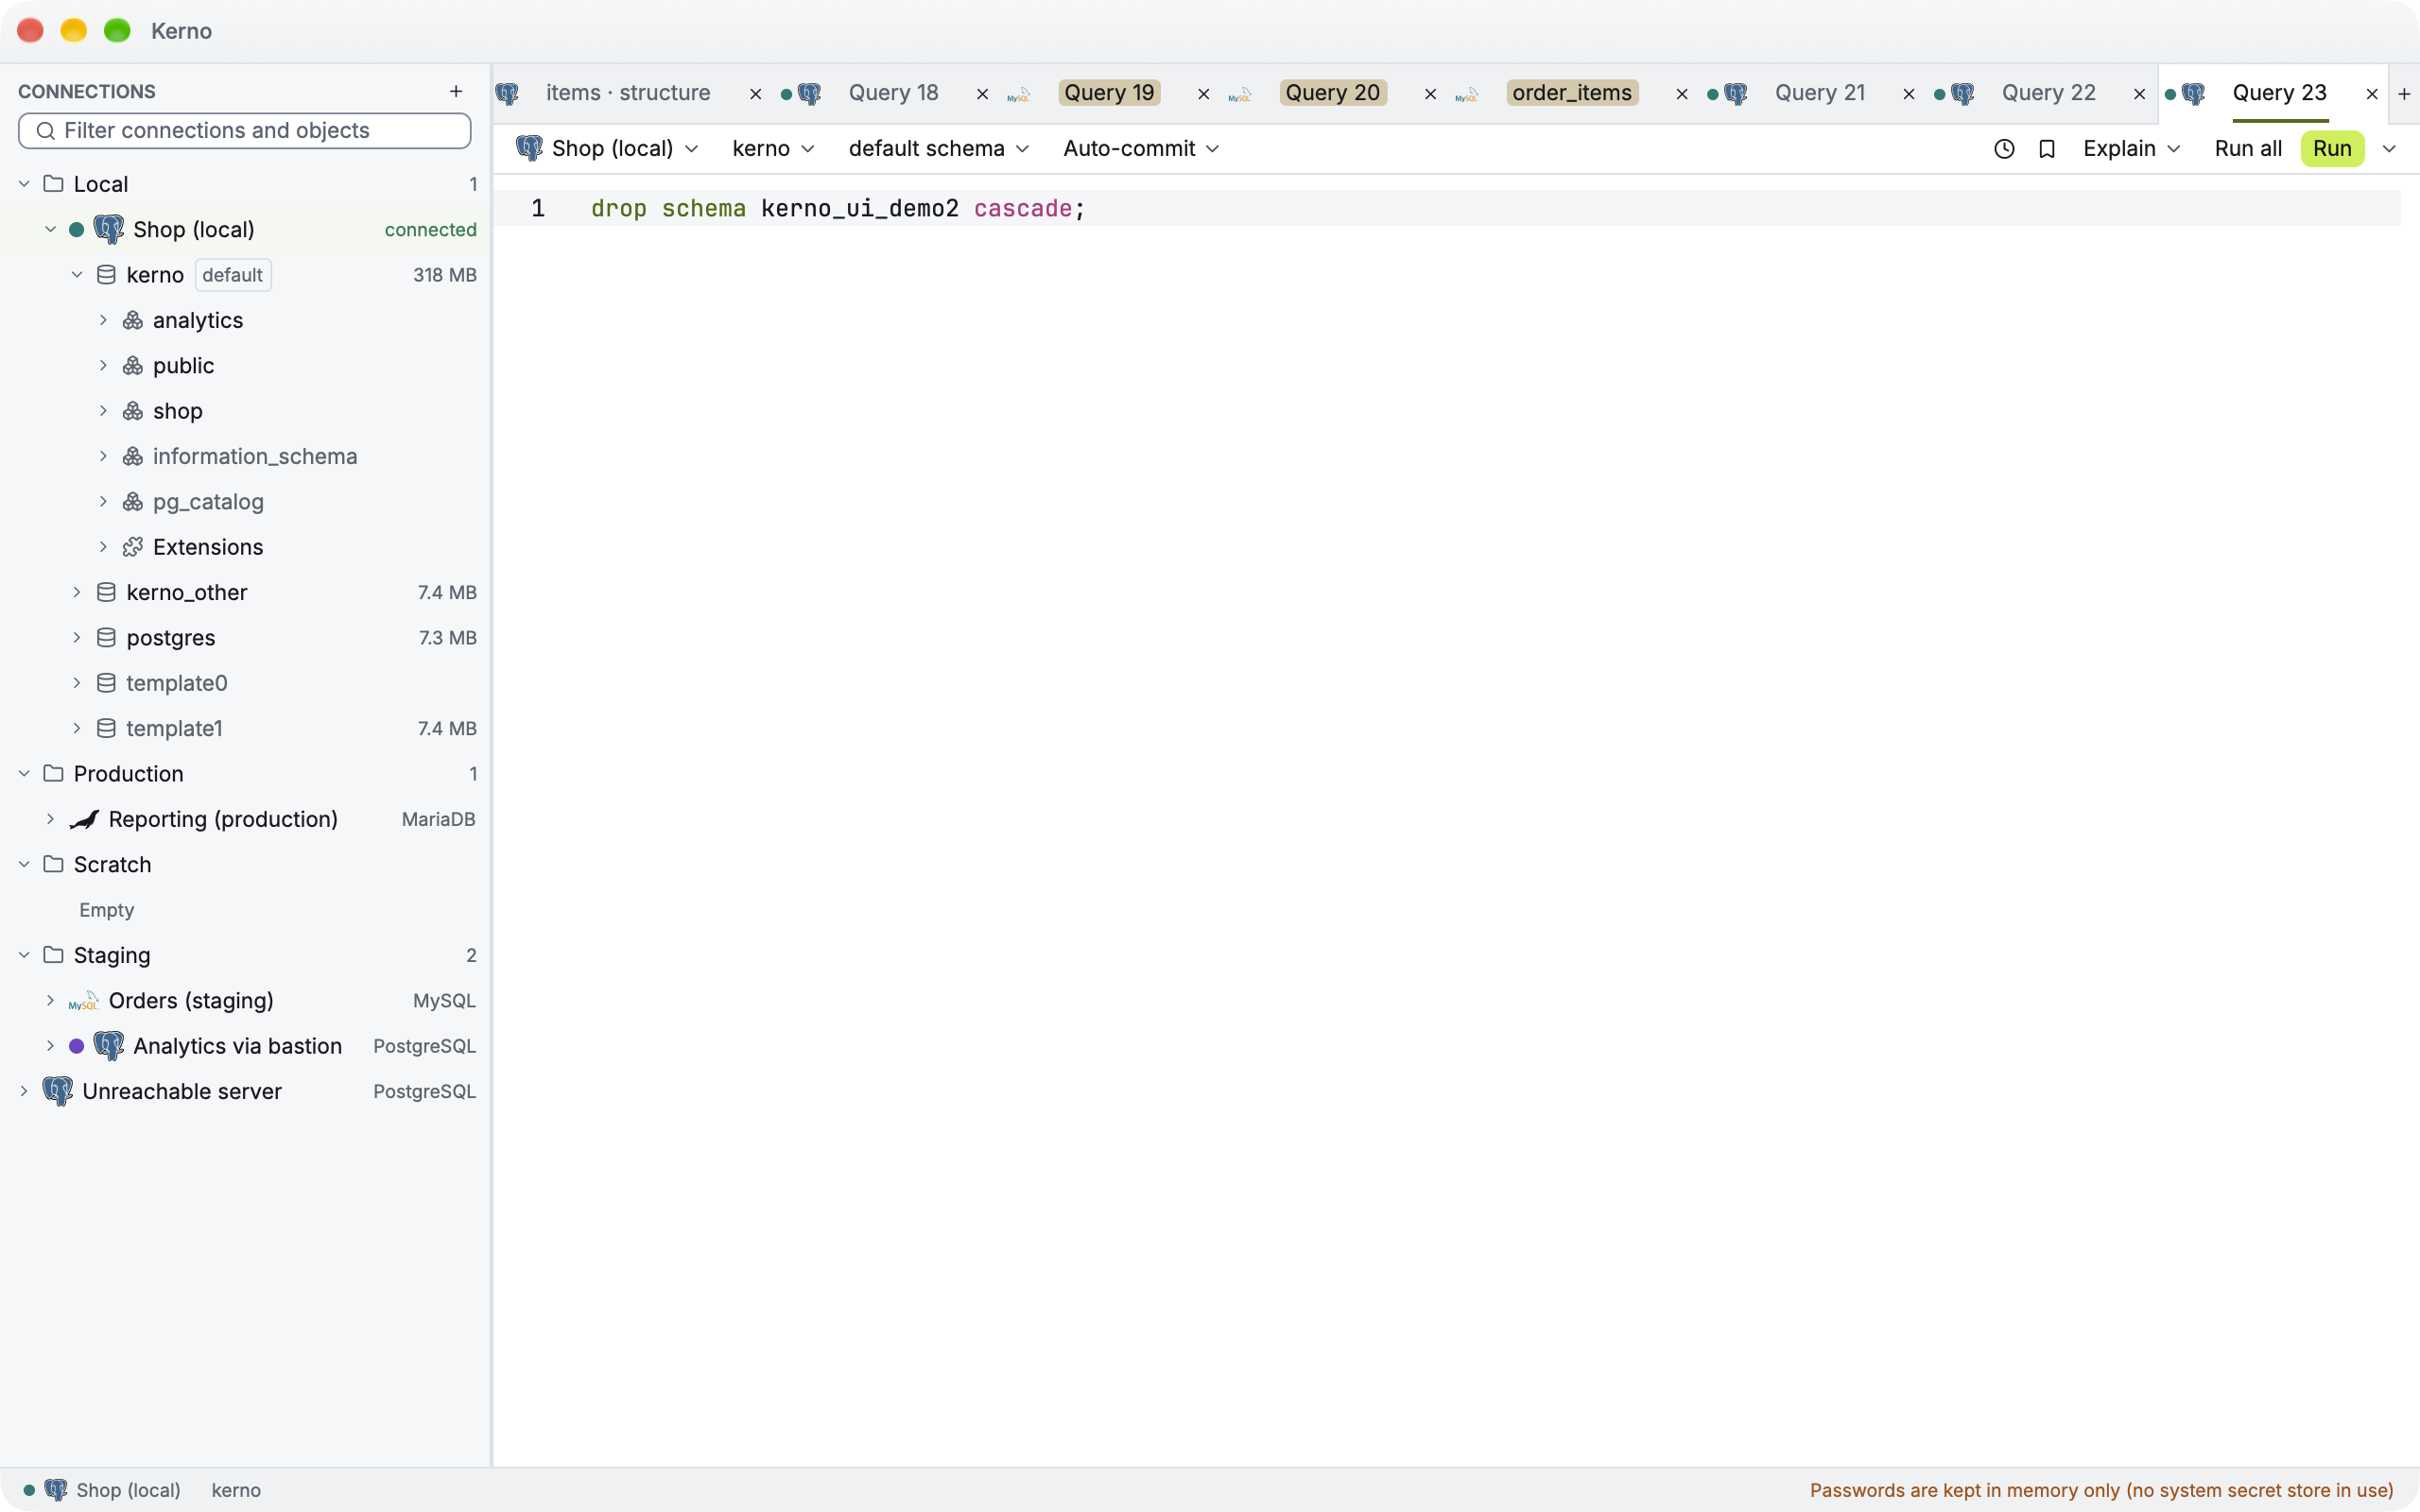 Kerno
CONNECTIONS +
Filter connections and objects
Local 1
Shop (local) connected
kerno default 318 MB
analytics
public
shop
information_schema
pg_catalog
Extensions
kerno_other 7.4 MB
postgres 7.3 MB
template0
template1 7.4 MB
Production 1
Reporting (production) MariaDB
Scratch
Empty
Staging 2
MySQL Orders (staging) MySQL
Analytics via bastion PostgreSQL
Unreachable server PostgreSQL
items · structure Query 18 MySQL Query 19 MySQL Query 20 MySQL order_items Query 21 Query 22 Query 23 +
Shop (local) kerno default schema Auto-commit Explain Run all Run
1 drop schema kerno_ui_demo2 cascade;
Shop (local) kerno Passwords are kept in memory only (no system secret store in use)